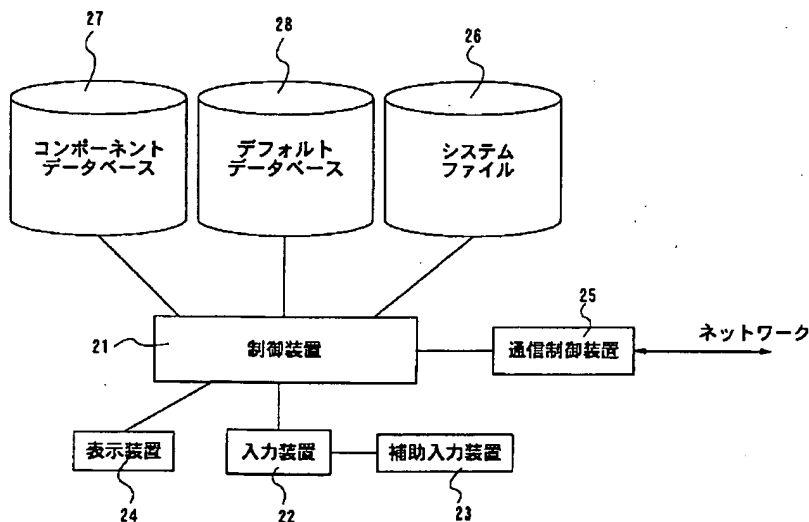 27
28
26
コンポーネント
データベース
デフォルト
データベース
システム
ファイル
25
21
制御装置
通信制御装置
ネットワーク
表示装置
入力装置
補助入力装置
24
22
23